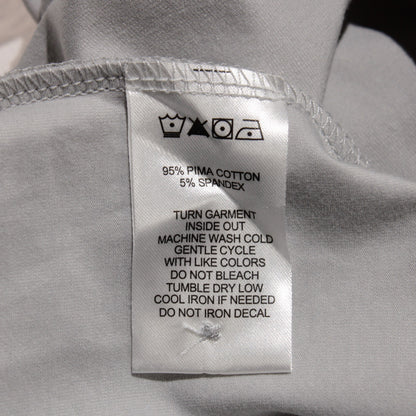 95% PIMA COTTON
5% SPANDEX
TURN GARMENT
INSIDE OUT
MACHINE WASH COLD
GENTLE CYCLE
WITH LIKE COLORS
DO NOT BLEACH
TUMBLE DRY LOW
COOL IRON IF NEEDED
DO NOT IRON DECAL